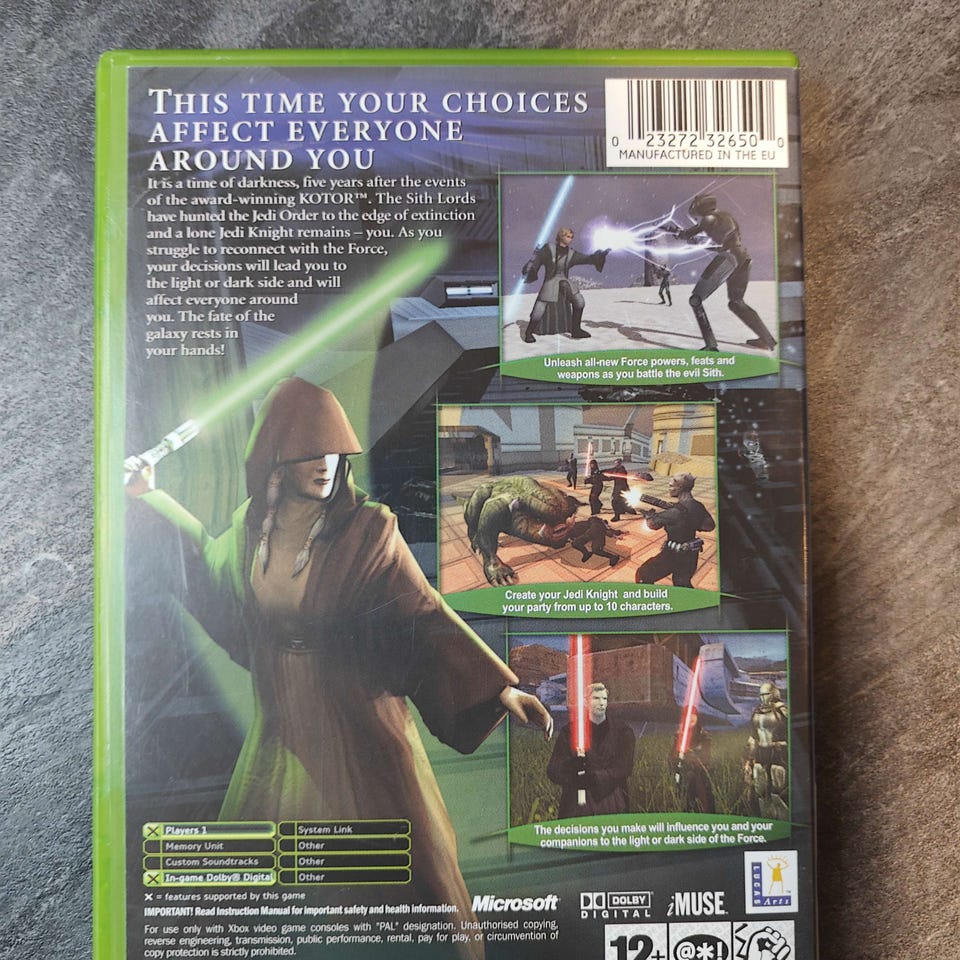 THIS TIME YOUR CHOICES
AFFECT EVERYONE
AROUND YOU
It is a time of darkness, five years after the events
of the award-winning KOTOR™. The Sith Lords
have hunted the Jedi Order to the edge of extinction
and a lone Jedi Knight remains – you. As you
struggle to reconnect with the Force,
your decisions will lead you to
the light or dark side and will
affect everyone around
you. The fate of the
galaxy rests in
your hands!
0 23272 32650 0
MANUFACTURED IN THE EU
Unleash all-new Force powers, feats and
weapons as you battle the evil Sith.
Create your Jedi Knight and build
your party from up to 10 characters.
The decisions you make will influence you and your
companions to the light or dark side of the Force.
X Players 1
Memory Unit
Custom Soundtracks
X In-game Dolby® Digital
System Link
Other
Other
Other
X = features supported by this game
IMPORTANT! Read Instruction Manual for important safety and health information.
For use only with Xbox video game consoles with "PAL" designation. Unauthorised copying,
reverse engineering, transmission, public performance, rental, pay for play, or circumvention of
copy protection is strictly prohibited.
Microsoft
DOLBY
DIGITAL
iMUSE
LUCAS
Arts
12+
@*!